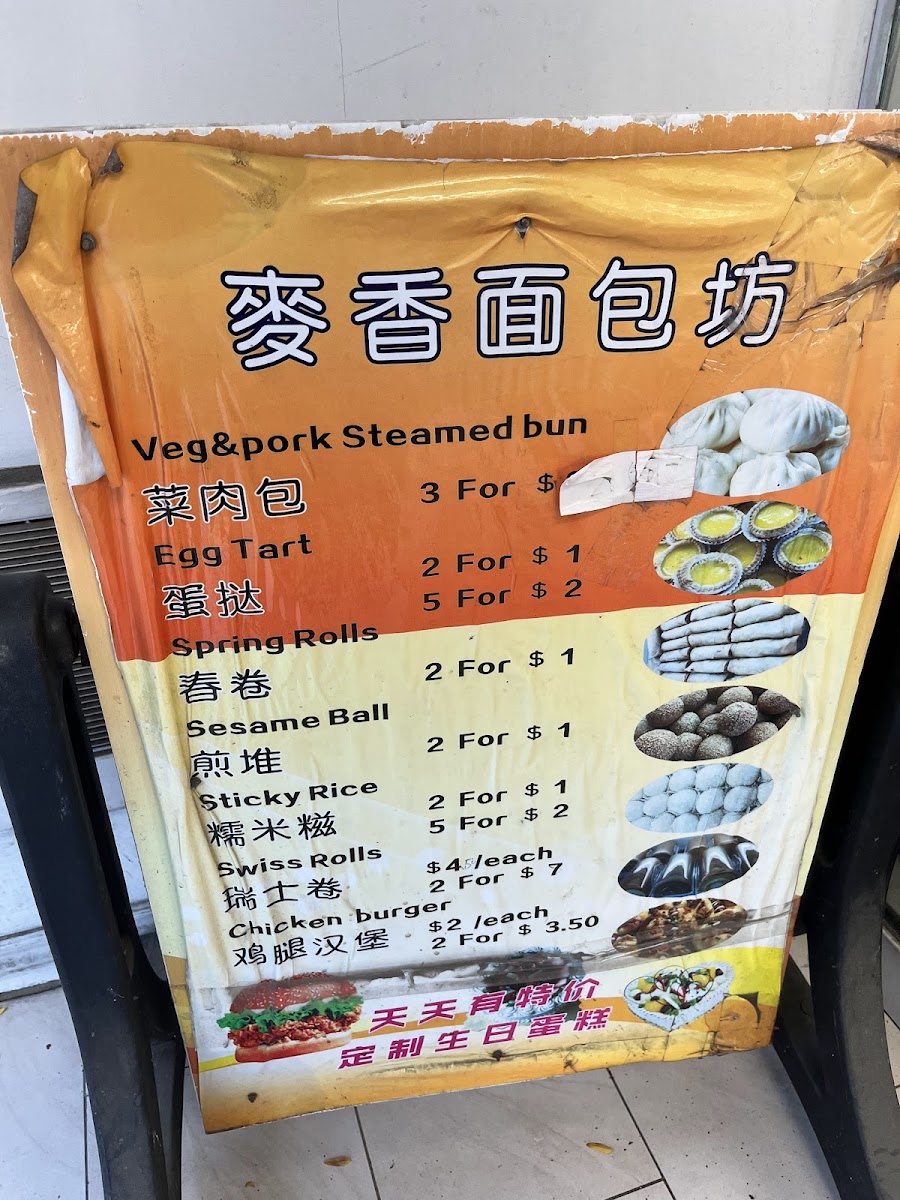 麥香面包坊
Veg&pork Steamed bun
菜肉包 3 For $
Egg Tart 2 For $ 1
蛋挞 5 For $ 2
Spring Rolls
春卷 2 For $ 1
Sesame Ball
煎堆 2 For $ 1
Sticky Rice 2 For $ 1
糯米糍 5 For $ 2
Swiss Rolls $4 /each
瑞士卷 2 For $ 7
Chicken burger $2 /each
鸡腿汉堡 2 For $ 3.50
天天有特价
定制生日蛋糕